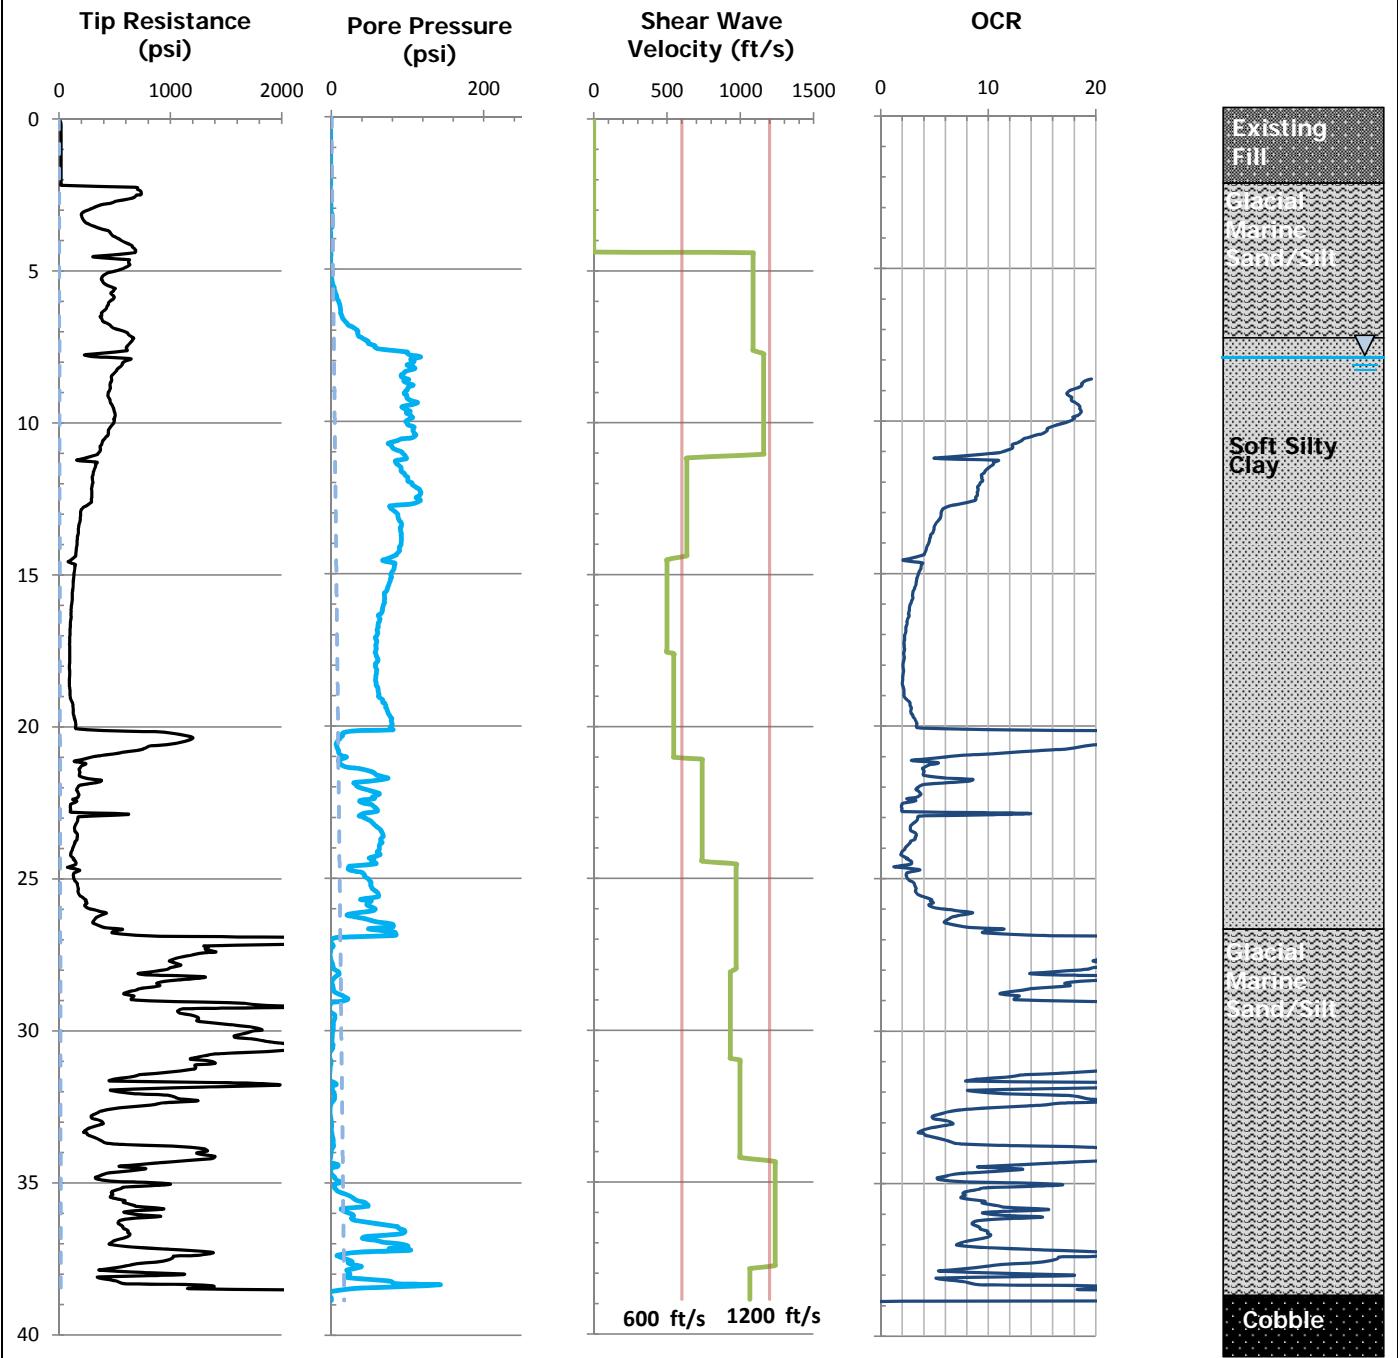 Tip Resistance
(psi)
Pore Pressure
(psi)
Shear Wave
Velocity (ft/s)
OCR
0 1000 2000
0 200
0 500 1000 1500
0 10 20
0
5
10
15
20
25
30
35
40
600 ft/s 1200 ft/s
Existing
Fill
Glacial
Marine
Sand/Silt
Soft Silty
Clay
Glacial
Marine
Sand/Silt
Cobble